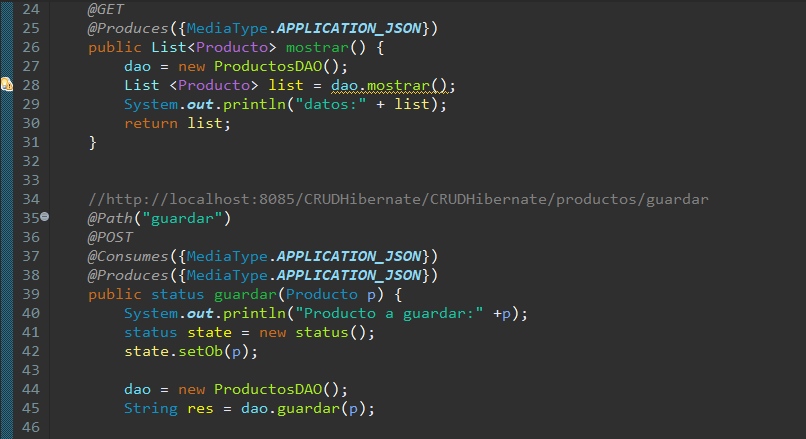 24 @GET
25 @Produces({MediaType.APPLICATION_JSON})
26 public List<Producto> mostrar() {
27 dao = new ProductosDAO();
28 List <Producto> list = dao.mostrar();
29 System.out.println("datos:" + list);
30 return list;
31 }
32
33
34 //http://localhost:8085/CRUDHibernate/CRUDHibernate/productos/guardar
35 @Path("guardar")
36 @POST
37 @Consumes({MediaType.APPLICATION_JSON})
38 @Produces({MediaType.APPLICATION_JSON})
39 public status guardar(Producto p) {
40 System.out.println("Producto a guardar:" +p);
41 status state = new status();
42 state.setOb(p);
43
44 dao = new ProductosDAO();
45 String res = dao.guardar(p);
46